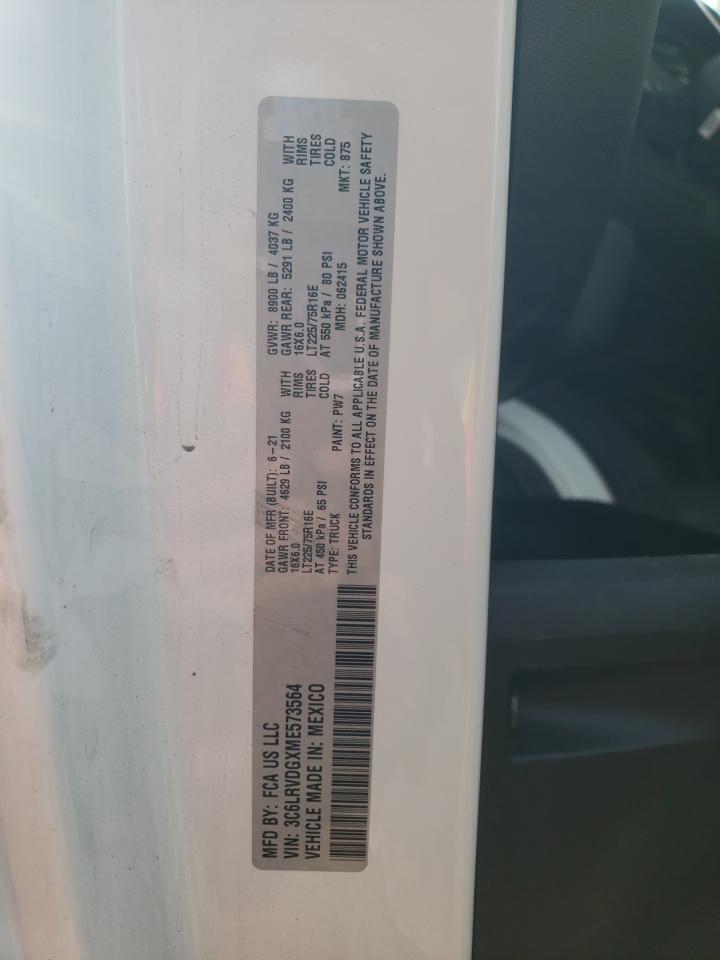 MFD BY: FCA US LLC
VIN: 3C6LRVDGXME573564
VEHICLE MADE IN: MEXICO
DATE OF MFR (BUILT): 6-21
GAWR FRONT: 4629 LB / 2100 KG WITH
16X6.0 RIMS
LT225/75R16E TIRES
AT 450 kPa / 65 PSI COLD
TYPE: TRUCK PAINT: PW7
GVWR: 8900 LB / 4037 KG
GAWR REAR: 5291 LB / 2400 KG WITH
16X6.0 RIMS
LT225/75R16E TIRES
AT 550 kPa / 80 PSI COLD
MDH: 062415 MKT: 875
THIS VEHICLE CONFORMS TO ALL APPLICABLE U.S.A. FEDERAL MOTOR VEHICLE SAFETY
STANDARDS IN EFFECT ON THE DATE OF MANUFACTURE SHOWN ABOVE.